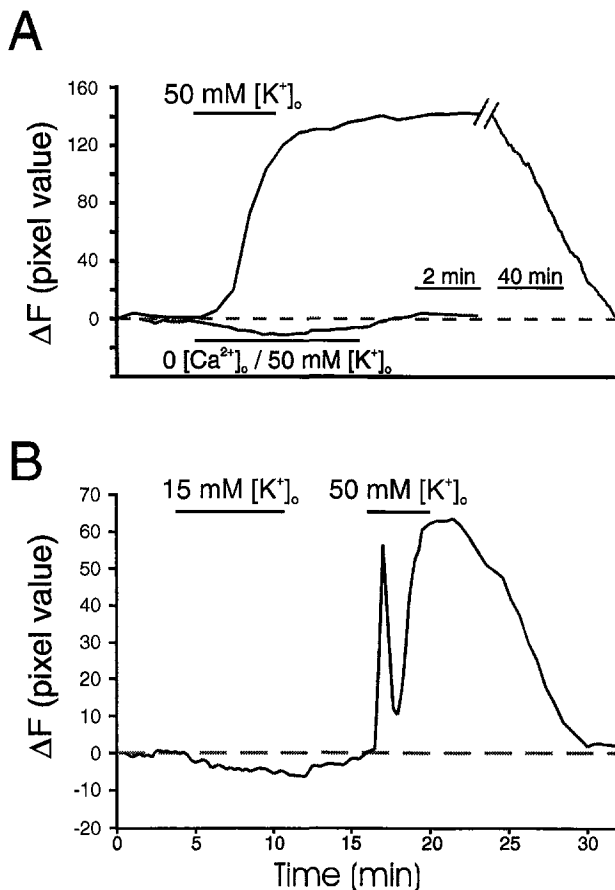 A
160
120
80
40
0
ΔF (pixel value)
50 mM [K⁺]ₒ
2 min
40 min
0 [Ca²⁺]ₒ / 50 mM [K⁺]ₒ
B
70
60
50
40
30
20
10
0
-10
-20
ΔF (pixel value)
15 mM [K⁺]ₒ
50 mM [K⁺]ₒ
0 5 10 15 20 25 30
Time (min)